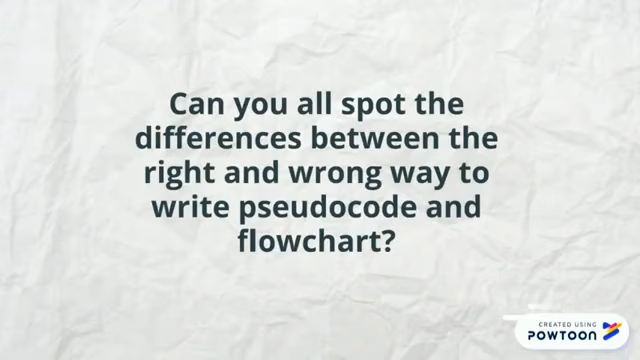 Can you all spot the
differences between the
right and wrong way to
write pseudocode and
flowchart?
CREATED USING
POWTOON